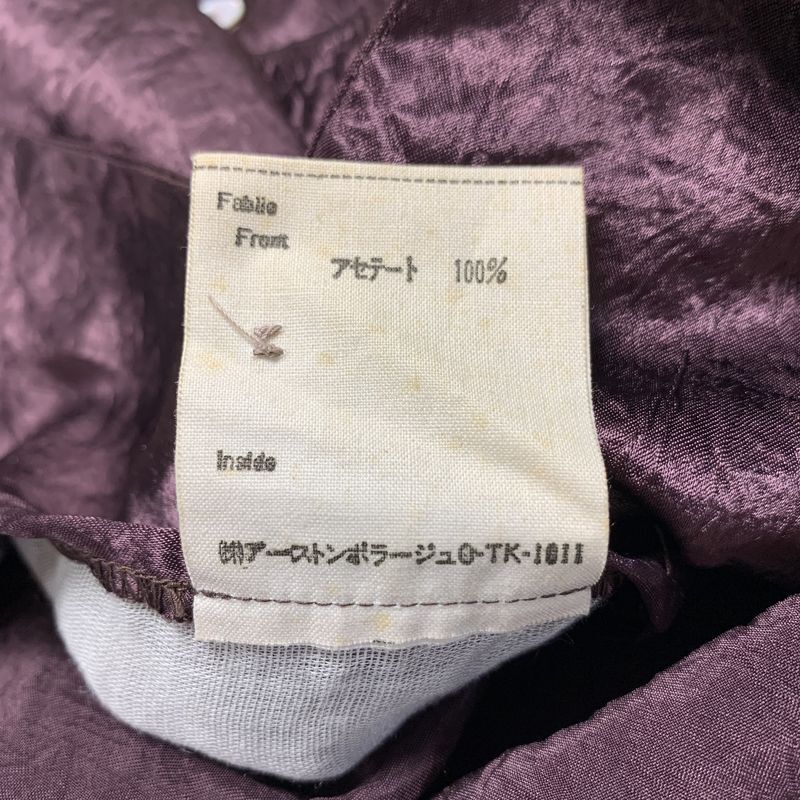 Fablic
Front
アセテート 100%
Inside
㈱アーストンボラージュ0-TK-1011